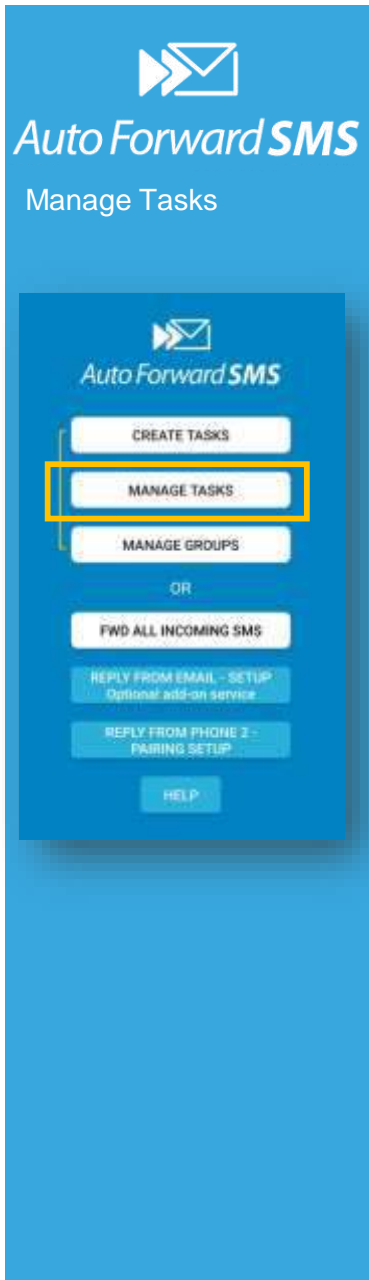 Auto Forward SMS
Manage Tasks
Auto Forward SMS
CREATE TASKS
MANAGE TASKS
MANAGE GROUPS
OR
FWD ALL INCOMING SMS
REPLY FROM EMAIL - SETUP
Optional add-on service
REPLY FROM PHONE 2 -
PAIRING SETUP
HELP